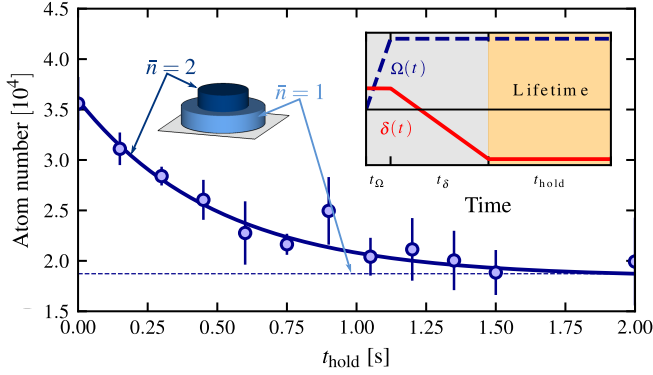 4.5
4.0
3.5
3.0
2.5
2.0
1.5
Atom number [10⁴]
n̄ = 2
n̄ = 1
Ω(t)
δ(t)
Lifetime
t_Ω t_δ t_hold
Time
0.00 0.25 0.50 0.75 1.00 1.25 1.50 1.75 2.00
t_hold [s]